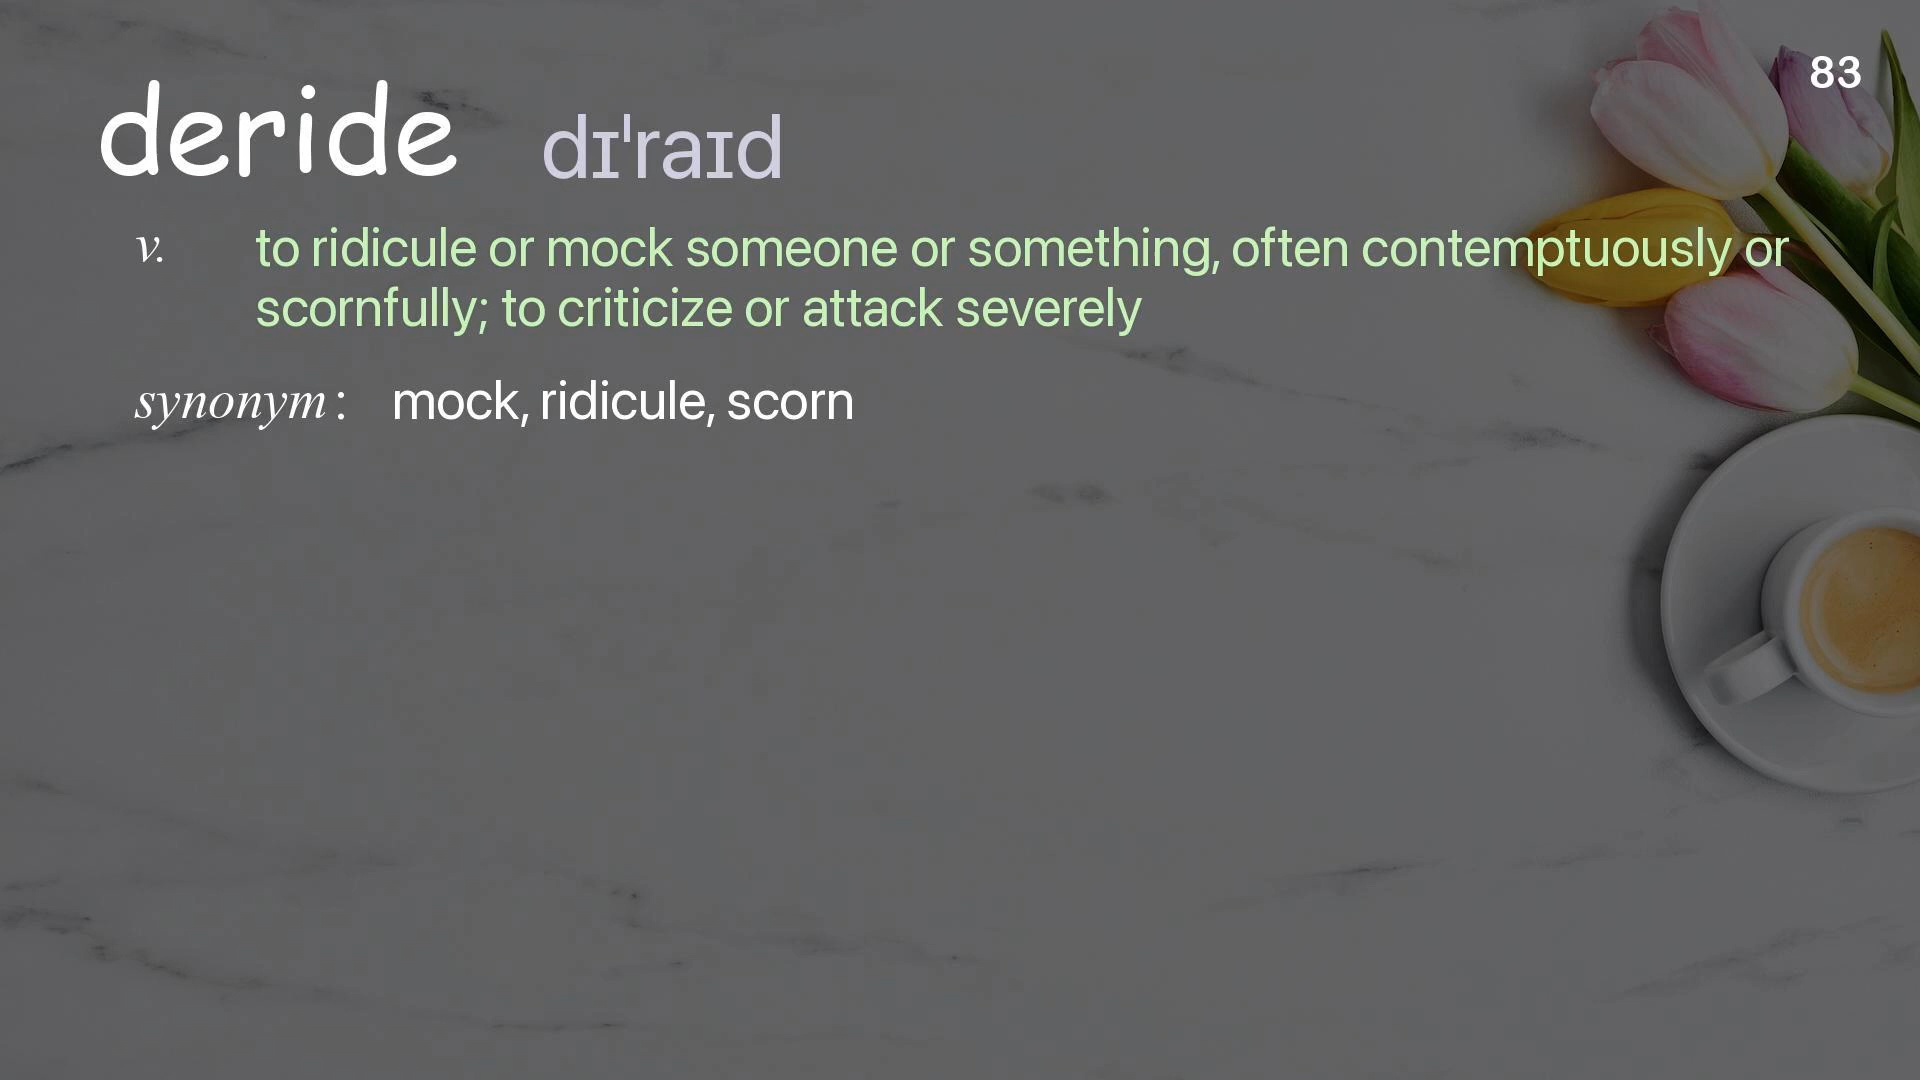 83
deride dɪˈraɪd
v. to ridicule or mock someone or something, often contemptuously or
scornfully; to criticize or attack severely
synonym : mock, ridicule, scorn